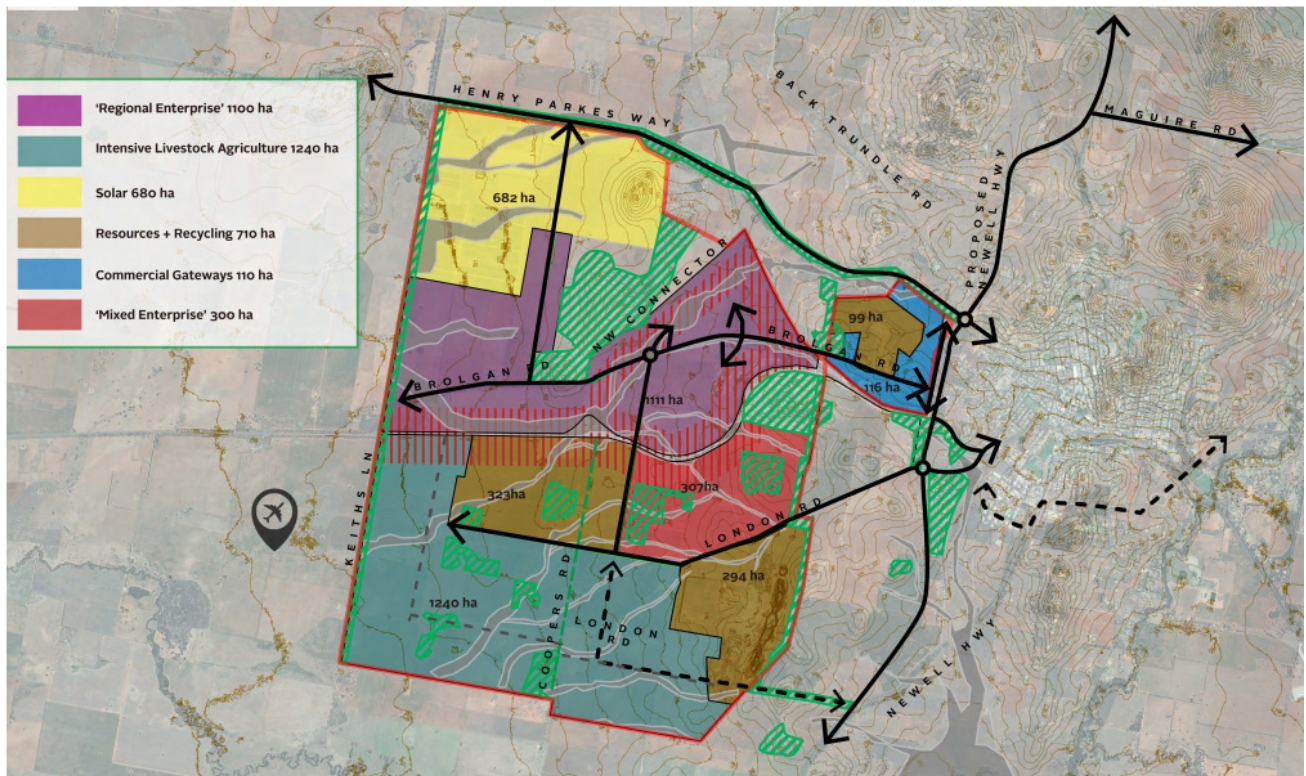 'Regional Enterprise' 1100 ha
Intensive Livestock Agriculture 1240 ha
Solar 680 ha
Resources + Recycling 710 ha
Commercial Gateways 110 ha
'Mixed Enterprise' 300 ha
HENRY PARKES WAY
BACK TRUNDLE RD
MAGUIRE RD
PROPOSED
NEWELL HWY
682 ha
NW CONNECTOR
99 ha
BROLGAN RD
BROLGAN RD
116 ha
1111 ha
KEITHS LN
323ha
307ha
LONDON RD
294 ha
1240 ha
COOPERS RD
LONDON
RD
NEWELL HWY